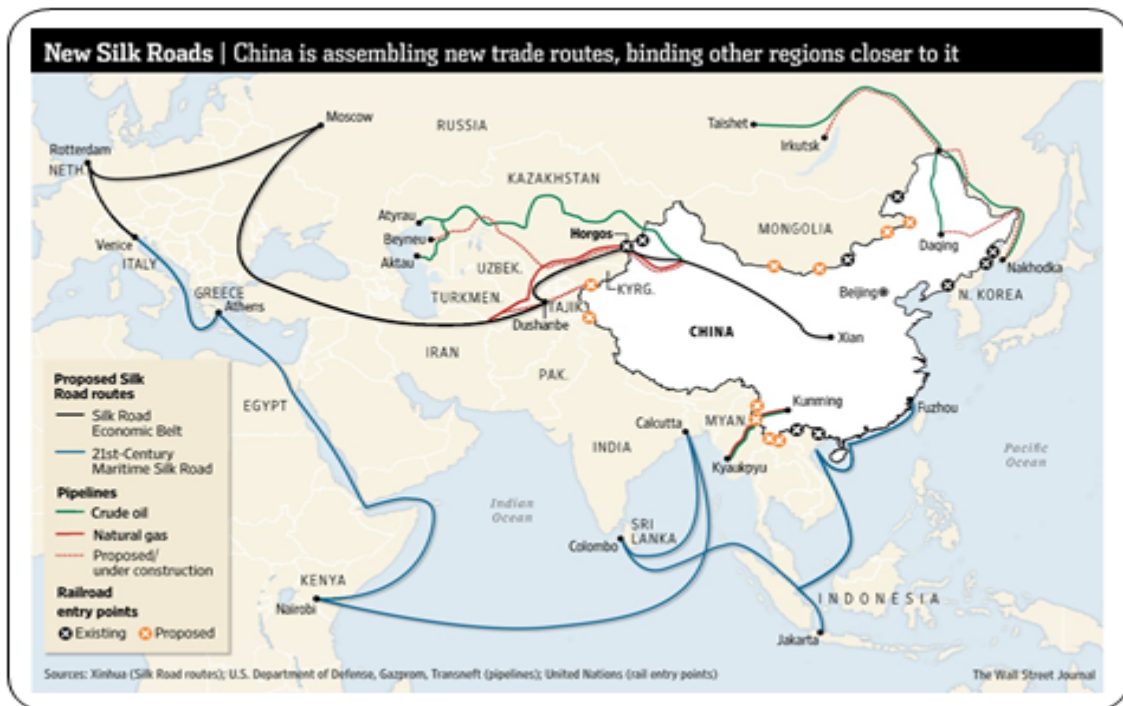 New Silk Roads | China is assembling new trade routes, binding other regions closer to it
Moscow
RUSSIA
Taishet
Irkutsk
Rotterdam
NETH.
KAZAKHSTAN
Atyrau
Beyneu
Aktau
Horgos
MONGOLIA
Daqing
Nakhodka
Venice
ITALY
UZBEK.
TURKMEN.
KYRG.
TAJIK.
Dushanbe
Beijing
N. KOREA
GREECE
Athens
CHINA
Xian
IRAN
PAK.
EGYPT
Calcutta
INDIA
MYAN.
Kunming
Kyaukpyu
Fuzhou
Pacific
Ocean
Indian
Ocean
Colombo
SRI
LANKA
KENYA
Nairobi
INDONESIA
Jakarta
Proposed Silk
Road routes
Silk Road
Economic Belt
21st-Century
Maritime Silk Road
Pipelines
Crude oil
Natural gas
Proposed/
under construction
Railroad
entry points
Existing Proposed
Sources: Xinhua (Silk Road routes); U.S. Department of Defense, Gazprom, Transneft (pipelines); United Nations (rail entry points)
The Wall Street Journal